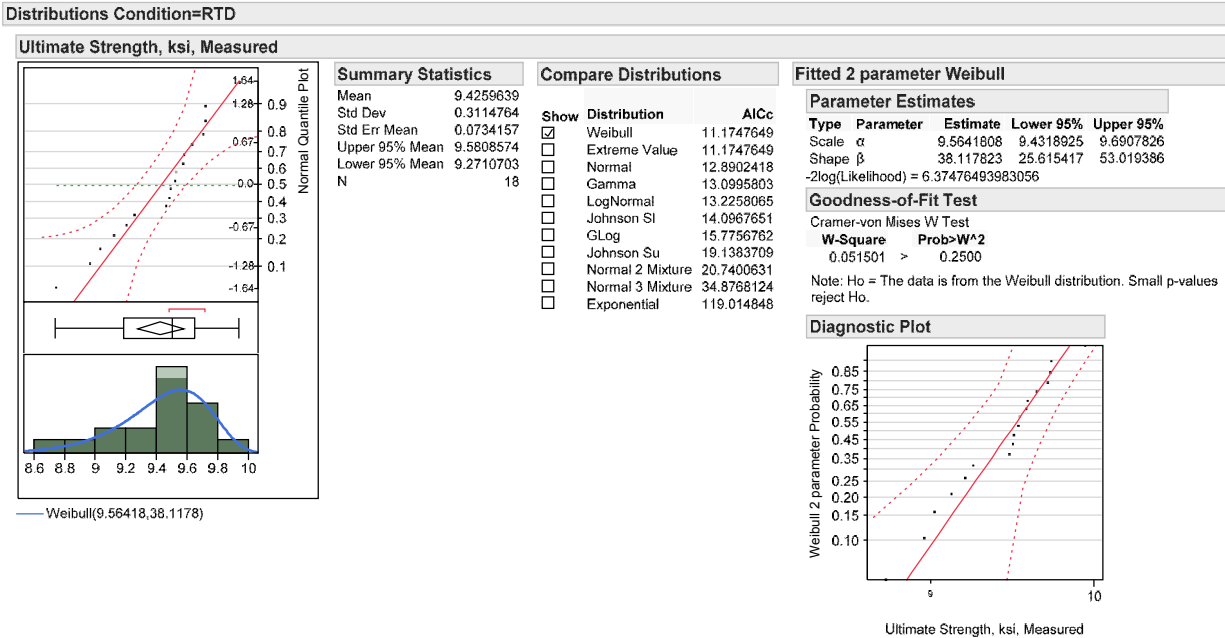 Distributions Condition=RTD
Ultimate Strength, ksi, Measured
1.64
1.28
0.67
0.0
-0.67
-1.28
-1.64
0.9
0.8
0.7
0.6
0.5
0.4
0.3
0.2
0.1
Normal Quantile Plot
8.6 8.8 9 9.2 9.4 9.6 9.8 10
Weibull(9.56418,38.1178)
Summary Statistics
Mean 9.4259639
Std Dev 0.3114764
Std Err Mean 0.0734157
Upper 95% Mean 9.5808574
Lower 95% Mean 9.2710703
N 18
Compare Distributions
Show Distribution AICc
Weibull 11.1747649
Extreme Value 11.1747649
Normal 12.8902418
Gamma 13.0995803
LogNormal 13.2258065
Johnson Sl 14.0967651
GLog 15.7756762
Johnson Su 19.1383709
Normal 2 Mixture 20.7400631
Normal 3 Mixture 34.8768124
Exponential 119.014848
Fitted 2 parameter Weibull
Parameter Estimates
Type Parameter Estimate Lower 95% Upper 95%
Scale α 9.5641808 9.4318925 9.6907826
Shape β 38.117823 25.615417 53.019386
-2log(Likelihood) = 6.37476493983056
Goodness-of-Fit Test
Cramer-von Mises W Test
W-Square Prob>W^2
0.051501 > 0.2500
Note: Ho = The data is from the Weibull distribution. Small p-values
reject Ho.
Diagnostic Plot
Weibull 2 parameter Probability
0.85
0.75
0.65
0.55
0.45
0.35
0.25
0.20
0.15
0.10
9 10
Ultimate Strength, ksi, Measured